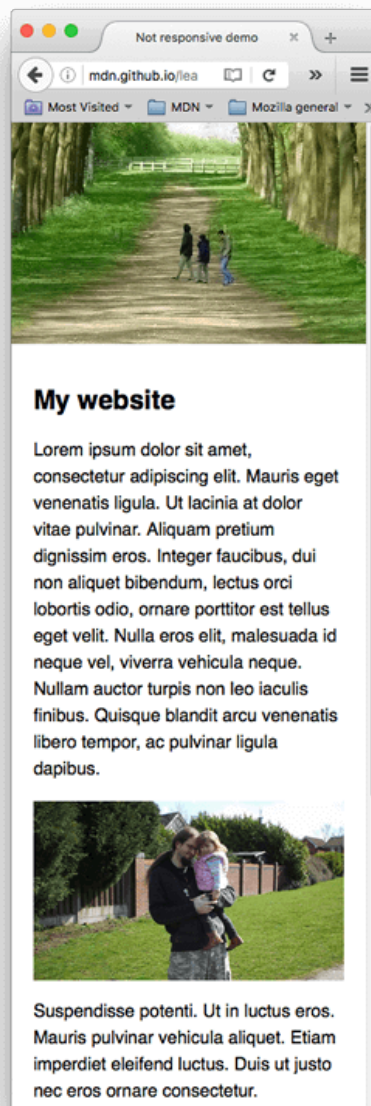 Not responsive demo
mdn.github.io/lea
Most Visited
MDN
Mozilla general
My website
Lorem ipsum dolor sit amet,
consectetur adipiscing elit. Mauris eget
venenatis ligula. Ut lacinia at dolor
vitae pulvinar. Aliquam pretium
dignissim eros. Integer faucibus, dui
non aliquet bibendum, lectus orci
lobortis odio, ornare porttitor est tellus
eget velit. Nulla eros elit, malesuada id
neque vel, viverra vehicula neque.
Nullam auctor turpis non leo iaculis
finibus. Quisque blandit arcu venenatis
libero tempor, ac pulvinar ligula
dapibus.
Suspendisse potenti. Ut in luctus eros.
Mauris pulvinar vehicula aliquet. Etiam
imperdiet eleifend luctus. Duis ut justo
nec eros ornare consectetur.